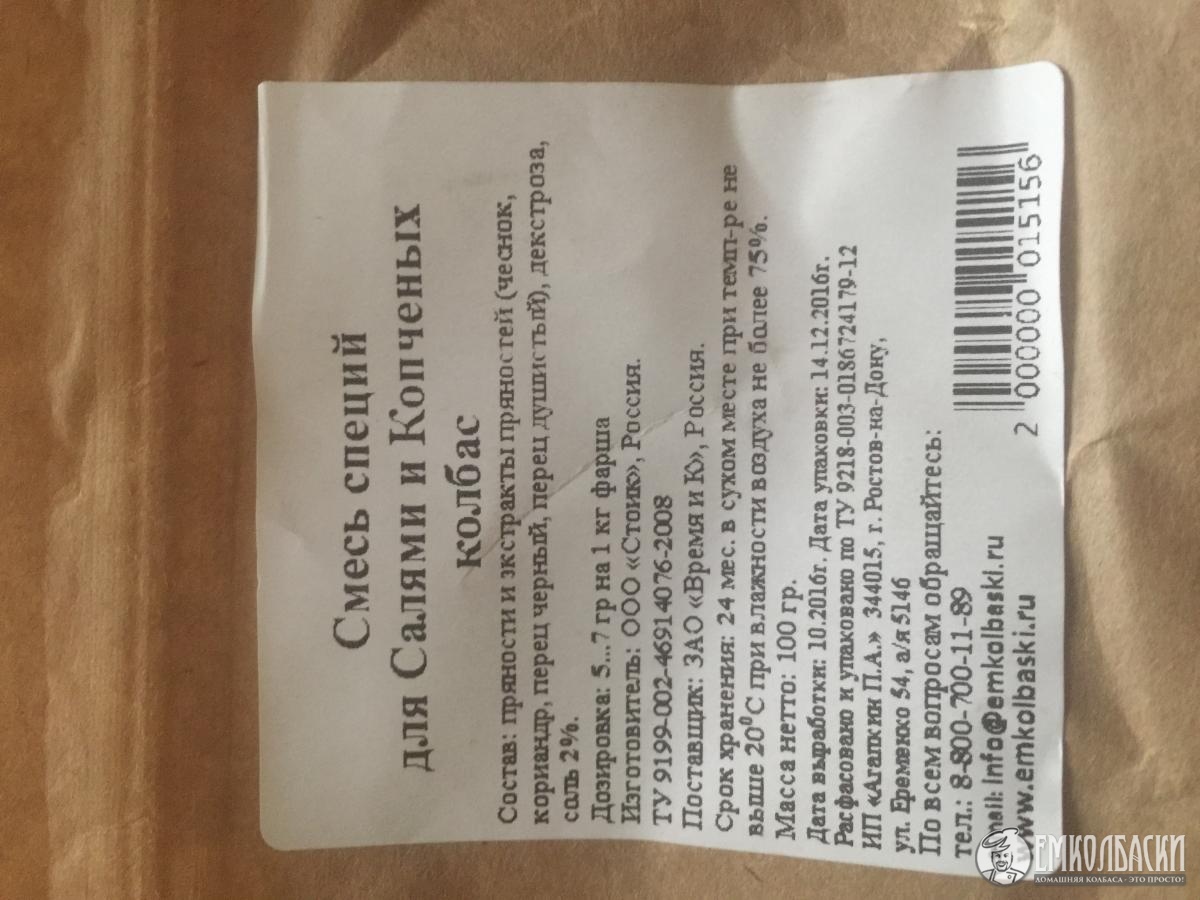 Смесь специй
для Салями и Копченых
колбас
Состав: пряности и экстракты пряностей (чеснок,
кориандр, перец черный, перец душистый), декстроза,
соль 2%.
Дозировка: 5...7 гр на 1 кг фарша
Изготовитель: ООО «Стоик», Россия.
ТУ 9199-002-46914076-2008
Поставщик: ЗАО «Время и К», Россия.
Срок хранения: 24 мес. в сухом месте при темп-ре не
выше 20⁰С при влажности воздуха не более 75%.
Масса нетто: 100 гр.
Дата выработки: 10.2016г. Дата упаковки: 14.12.2016г.
Расфасовано и упаковано по ТУ 9218-003-0186724179-12
ИП «Агапкин П.А.» 344015, г. Ростов-на-Дону,
ул. Еременко 54, а/я 5146
По всем вопросам обращайтесь:
тел.: 8-800-700-11-89
mail: info@emkolbaski.ru
www.emkolbaski.ru
2 000000 015156
ЕМКОЛБАСКИ
ДОМАШНЯЯ КОЛБАСА - ЭТО ПРОСТО!